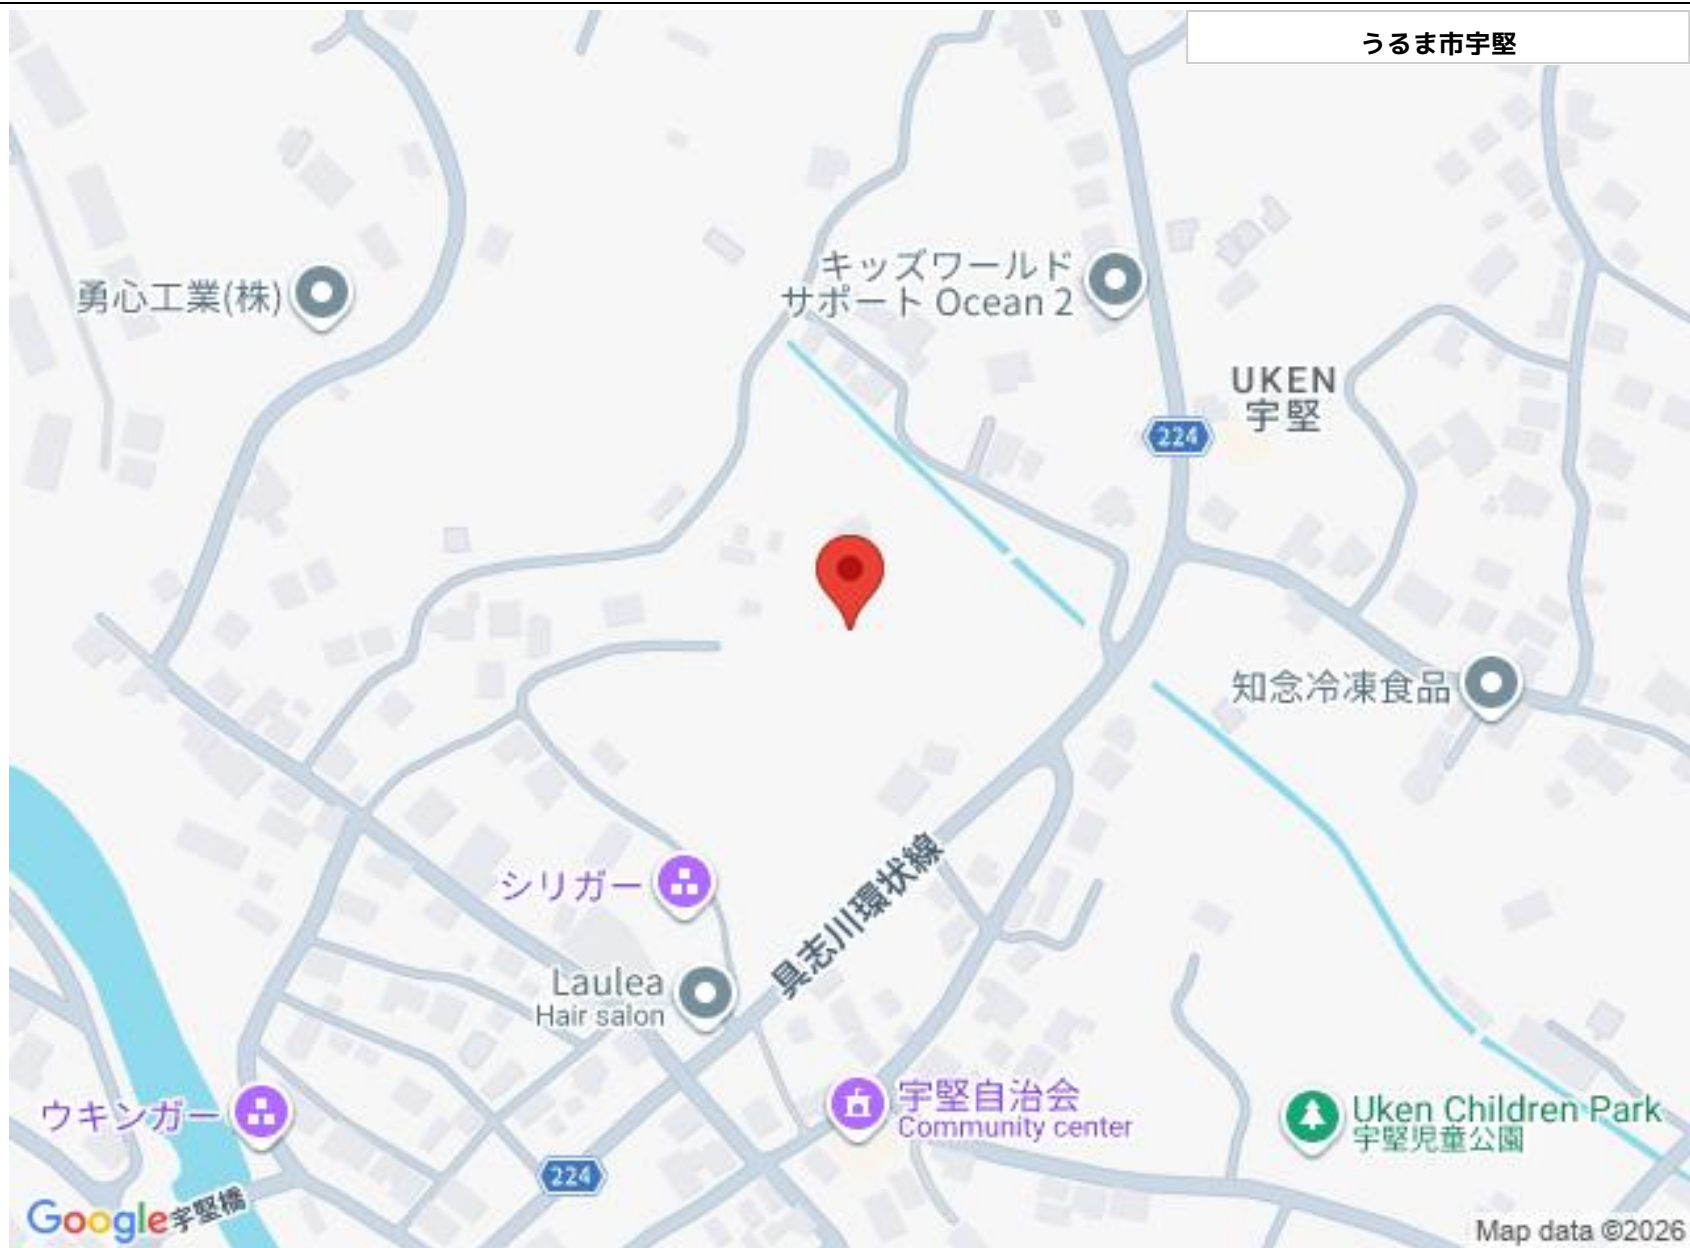 うるま市宇堅
キッズワールド
サポート Ocean 2
勇心工業(株)
UKEN
宇堅
224
知念冷凍食品
具志川環状線
シリガー
Laulea
Hair salon
宇堅自治会
Community center
ウキンガー
Uken Children Park
宇堅児童公園
224
宇堅橋
Google
Map data ©2026